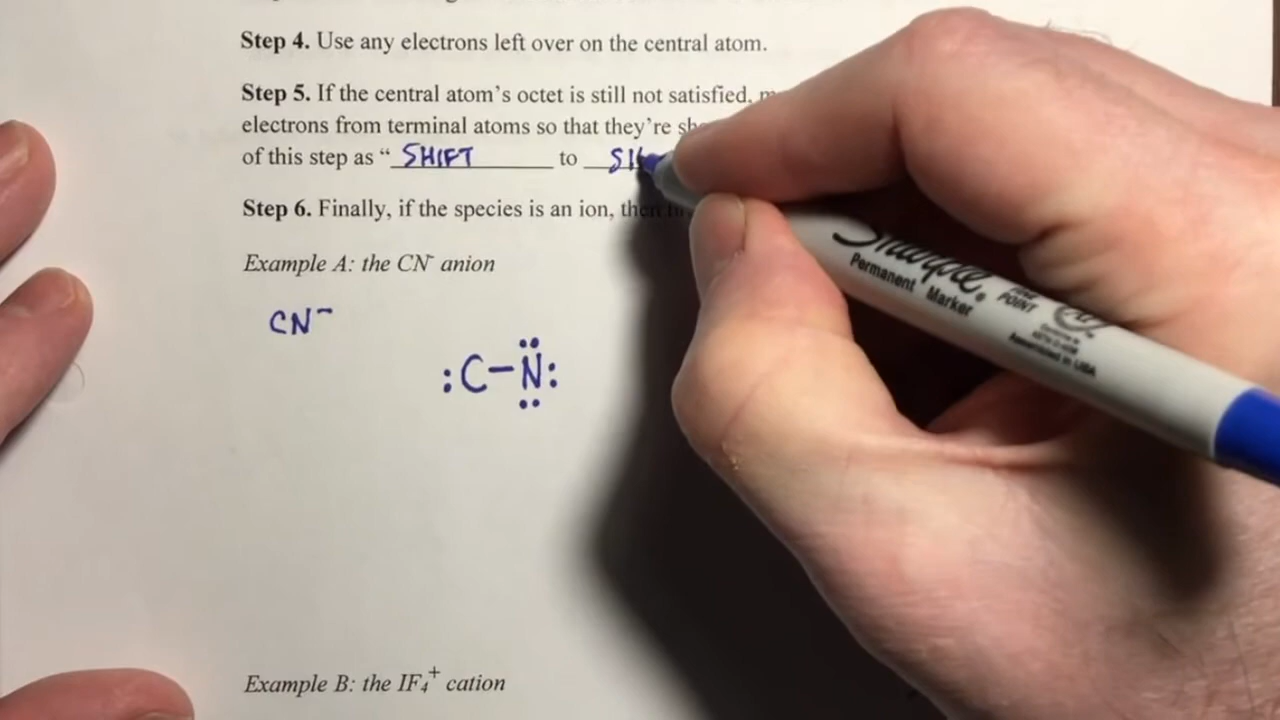 Step 4. Use any electrons left over on the central atom.
Step 5. If the central atom's octet is still not satisfied,
electrons from terminal atoms so that they're
of this step as “ SHIFT to
Step 6. Finally, if the species is an ion,
Example A: the CN⁻ anion
CN⁻
:C–N:
Example B: the IF₄⁺ cation
Sharpie
Permanent Marker
FINE
POINT